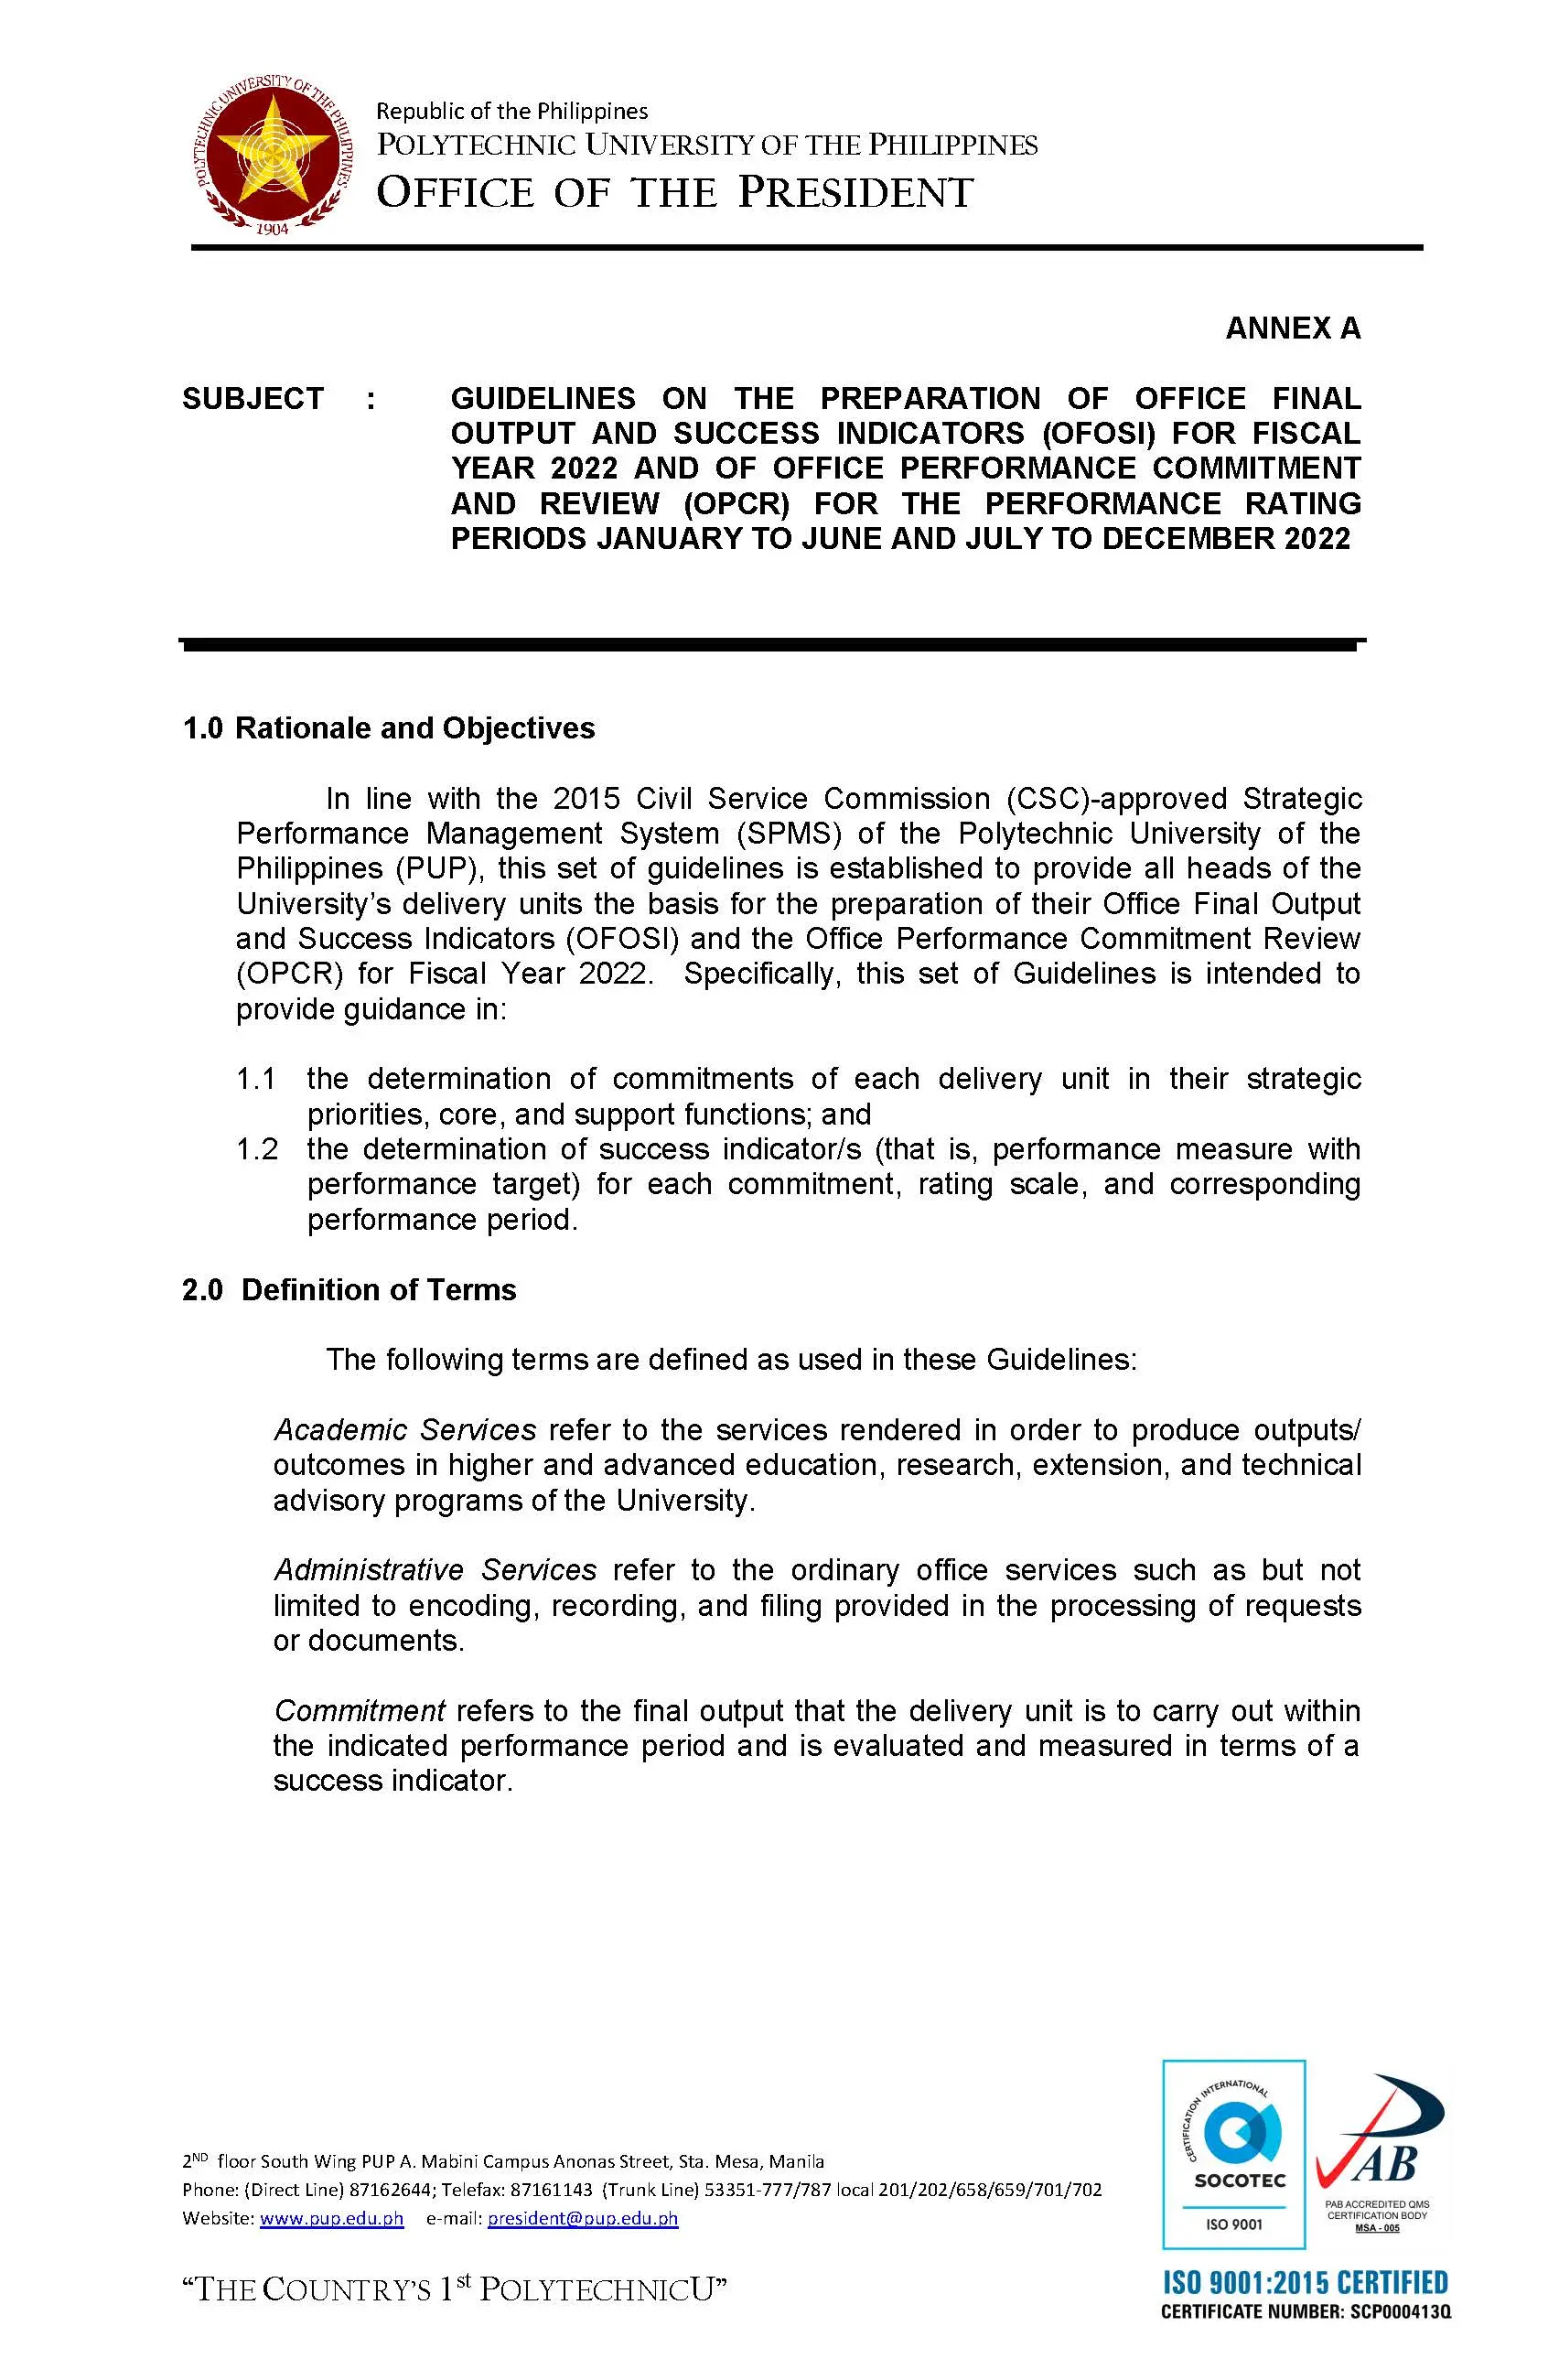 POLYTECHNIC UNIVERSITY OF THE PHILIPPINES
1904
Republic of the Philippines
POLYTECHNIC UNIVERSITY OF THE PHILIPPINES
OFFICE OF THE PRESIDENT
ANNEX A
SUBJECT : GUIDELINES ON THE PREPARATION OF OFFICE FINAL
OUTPUT AND SUCCESS INDICATORS (OFOSI) FOR FISCAL
YEAR 2022 AND OF OFFICE PERFORMANCE COMMITMENT
AND REVIEW (OPCR) FOR THE PERFORMANCE RATING
PERIODS JANUARY TO JUNE AND JULY TO DECEMBER 2022
1.0 Rationale and Objectives
In line with the 2015 Civil Service Commission (CSC)-approved Strategic
Performance Management System (SPMS) of the Polytechnic University of the
Philippines (PUP), this set of guidelines is established to provide all heads of the
University’s delivery units the basis for the preparation of their Office Final Output
and Success Indicators (OFOSI) and the Office Performance Commitment Review
(OPCR) for Fiscal Year 2022. Specifically, this set of Guidelines is intended to
provide guidance in:
1.1 the determination of commitments of each delivery unit in their strategic
priorities, core, and support functions; and
1.2 the determination of success indicator/s (that is, performance measure with
performance target) for each commitment, rating scale, and corresponding
performance period.
2.0 Definition of Terms
The following terms are defined as used in these Guidelines:
Academic Services refer to the services rendered in order to produce outputs/
outcomes in higher and advanced education, research, extension, and technical
advisory programs of the University.
Administrative Services refer to the ordinary office services such as but not
limited to encoding, recording, and filing provided in the processing of requests
or documents.
Commitment refers to the final output that the delivery unit is to carry out within
the indicated performance period and is evaluated and measured in terms of a
success indicator.
2ND floor South Wing PUP A. Mabini Campus Anonas Street, Sta. Mesa, Manila
Phone: (Direct Line) 87162644; Telefax: 87161143 (Trunk Line) 53351-777/787 local 201/202/658/659/701/702
Website: www.pup.edu.ph e-mail: president@pup.edu.ph
“THE COUNTRY’S 1st POLYTECHNICU”
CERTIFICATION INTERNATIONAL
SOCOTEC
ISO 9001
PAB
PAB ACCREDITED QMS
CERTIFICATION BODY
MSA - 005
ISO 9001:2015 CERTIFIED
CERTIFICATE NUMBER: SCP000413Q